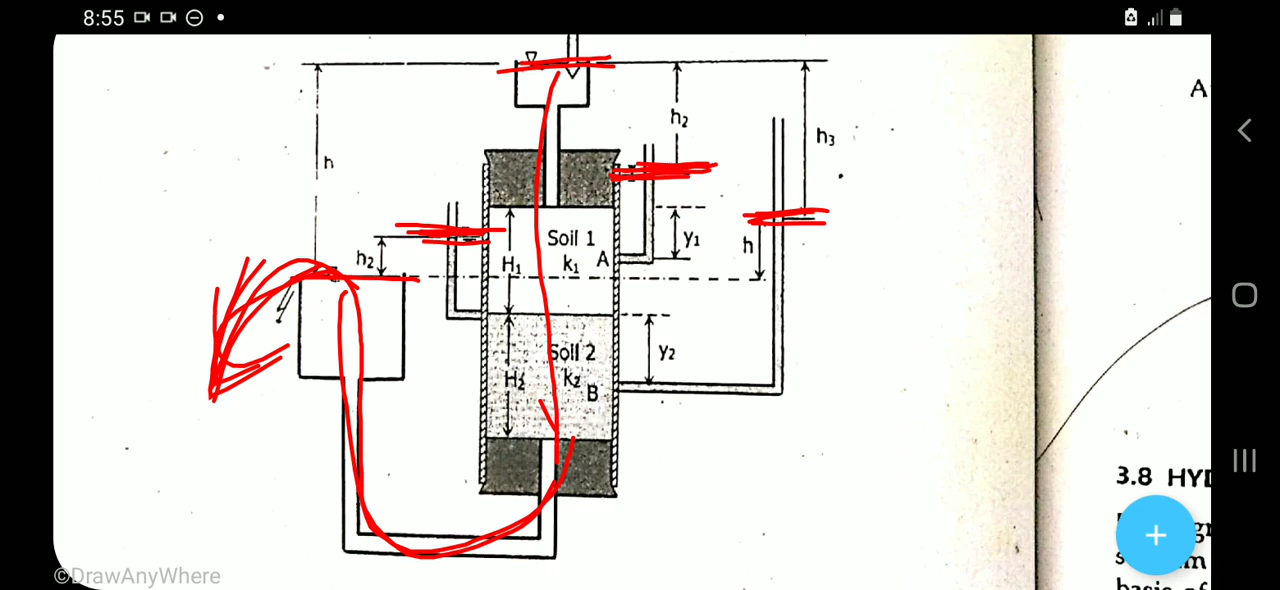 8:55
A
h
h2
h3
Soil 1
k1
A
H1
y1
h2
h
Soil 2
k2
B
H2
y2
3.8 HY
©DrawAnyWhere